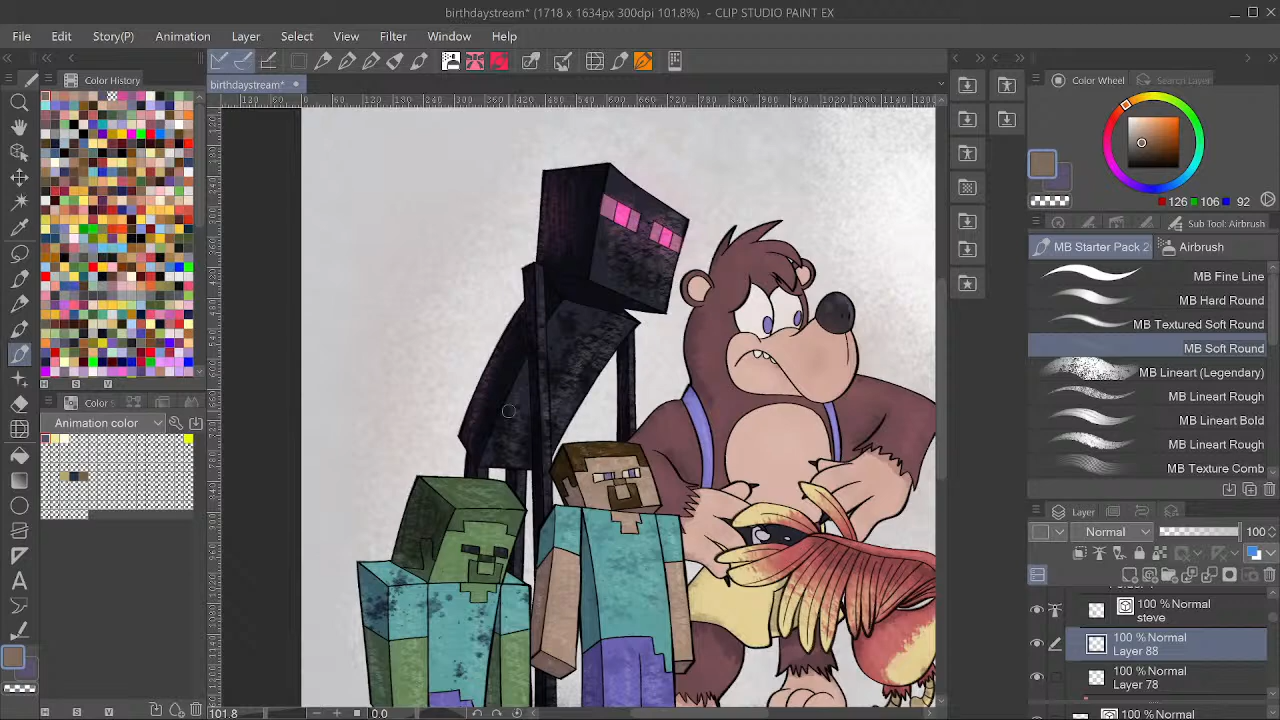 birthdaystream* (1718 x 1634px 300dpi 101.8%) - CLIP STUDIO PAINT EX
File Edit Story(P) Animation Layer Select View Filter Window Help
Color History
birthdaystream*
Color Wheel
Search Layer
126 106 92
Sub Tool: Airbrush
MB Starter Pack 2
Airbrush
MB Fine Line
MB Hard Round
MB Textured Soft Round
MB Soft Round
MB Lineart (Legendary)
MB Lineart Rough
MB Lineart Bold
MB Lineart Rough
MB Texture Comb
H S V
Color S
Animation color
Layer
Normal 100
100 % Normal
steve
100 % Normal
Layer 88
100 % Normal
Layer 78
100 % Normal
H S V
101.8
0.0